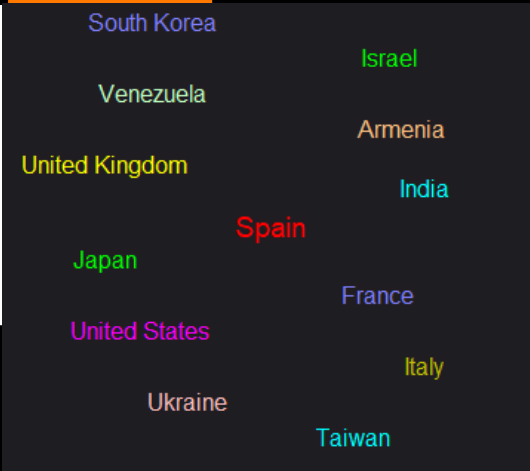 South Korea
Israel
Venezuela
Armenia
United Kingdom
India
Spain
Japan
France
United States
Italy
Ukraine
Taiwan